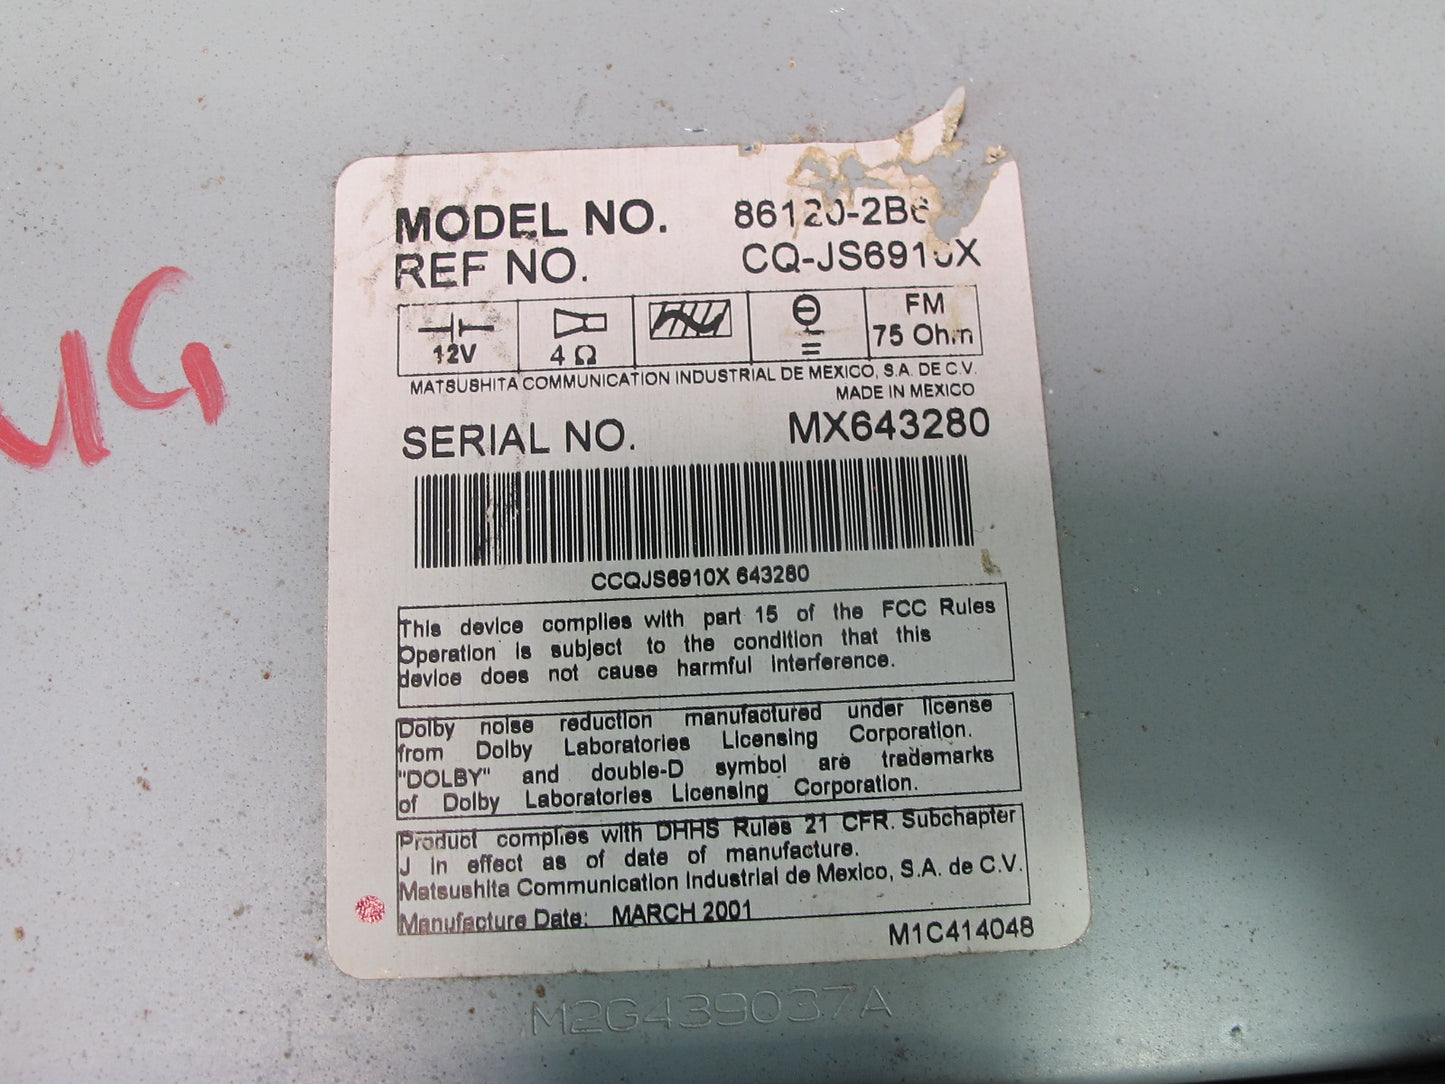 MODEL NO. 86120-2B6
REF NO. CQ-JS6910X
12V 4 Ω FM
75 Ohm
MATSUSHITA COMMUNICATION INDUSTRIAL DE MEXICO, S.A. DE C.V.
MADE IN MEXICO
SERIAL NO. MX643280
CCQJS6910X 643280
This device complies with part 15 of the FCC Rules
Operation is subject to the condition that this
device does not cause harmful interference.
Dolby noise reduction manufactured under license
from Dolby Laboratories Licensing Corporation.
"DOLBY" and double-D symbol are trademarks
of Dolby Laboratories Licensing Corporation.
Product complies with DHHS Rules 21 CFR. Subchapter
J in effect as of date of manufacture.
Matsushita Communication Industrial de Mexico, S.A. de C.V.
Manufacture Date: MARCH 2001
M1C414048
M2G439037A